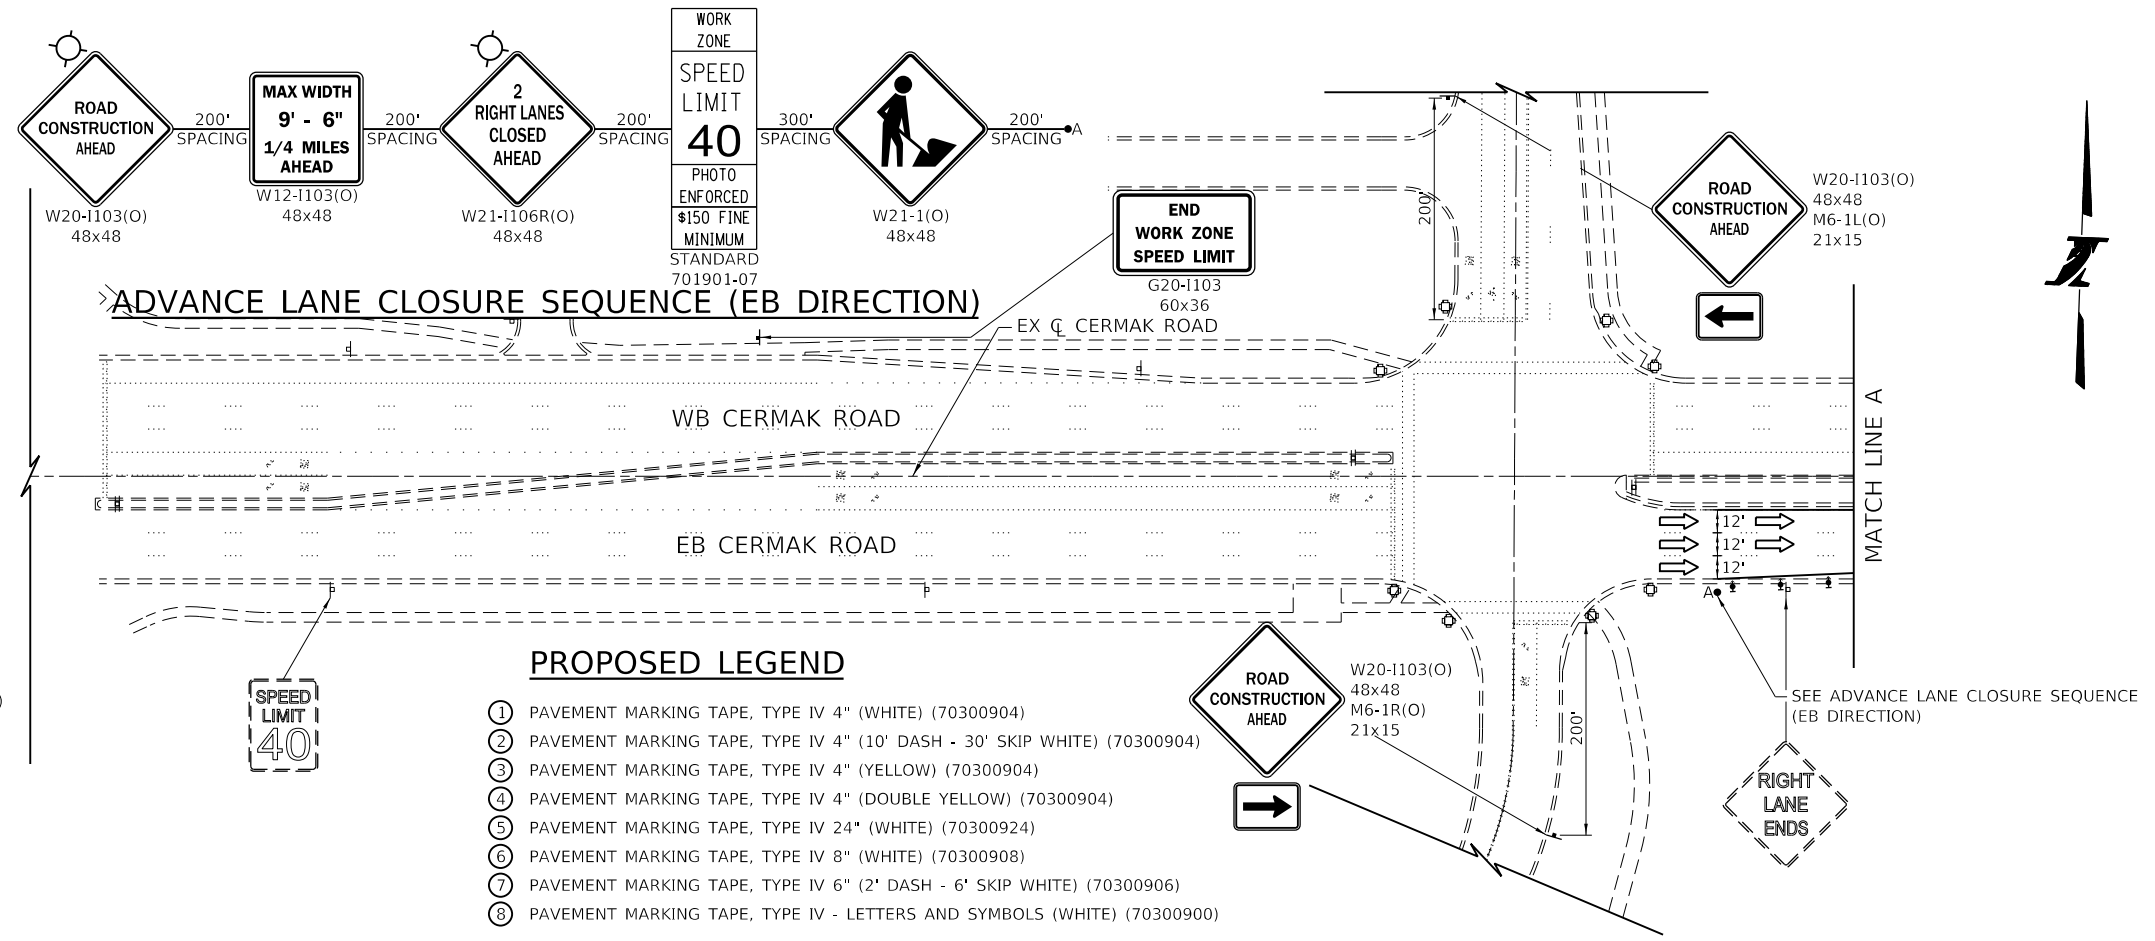 ROAD
CONSTRUCTION
AHEAD
W20-I103(O)
48x48
200'
SPACING
MAX WIDTH
9' - 6"
1/4 MILES
AHEAD
W12-I103(O)
48x48
200'
SPACING
2
RIGHT LANES
CLOSED
AHEAD
W21-I106R(O)
48x48
200'
SPACING
WORK
ZONE
SPEED
LIMIT
40
PHOTO
ENFORCED
$150 FINE
MINIMUM
STANDARD
701901-07
300'
SPACING
W21-1(O)
48x48
200'
SPACING
A
ADVANCE LANE CLOSURE SEQUENCE (EB DIRECTION)
END
WORK ZONE
SPEED LIMIT
G20-I103
60x36
EX ℄ CERMAK ROAD
200'
ROAD
CONSTRUCTION
AHEAD
W20-I103(O)
48x48
M6-1L(O)
21x15
WB CERMAK ROAD
EB CERMAK ROAD
MATCH LINE A
12'
12'
12'
A
SEE ADVANCE LANE CLOSURE SEQUENCE
(EB DIRECTION)
RIGHT
LANE
ENDS
SPEED
LIMIT
40
ROAD
CONSTRUCTION
AHEAD
W20-I103(O)
48x48
M6-1R(O)
21x15
200'
)
PROPOSED LEGEND
1 PAVEMENT MARKING TAPE, TYPE IV 4" (WHITE) (70300904)
2 PAVEMENT MARKING TAPE, TYPE IV 4" (10' DASH - 30' SKIP WHITE) (70300904)
3 PAVEMENT MARKING TAPE, TYPE IV 4" (YELLOW) (70300904)
4 PAVEMENT MARKING TAPE, TYPE IV 4" (DOUBLE YELLOW) (70300904)
5 PAVEMENT MARKING TAPE, TYPE IV 24" (WHITE) (70300924)
6 PAVEMENT MARKING TAPE, TYPE IV 8" (WHITE) (70300908)
7 PAVEMENT MARKING TAPE, TYPE IV 6" (2' DASH - 6' SKIP WHITE) (70300906)
8 PAVEMENT MARKING TAPE, TYPE IV - LETTERS AND SYMBOLS (WHITE) (70300900)